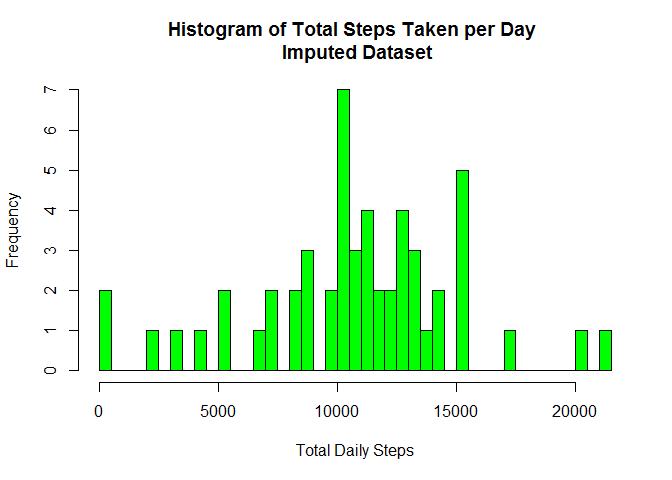 Histogram of Total Steps Taken per Day
Imputed Dataset
Frequency
7
6
5
4
3
2
1
0
0 5000 10000 15000 20000
Total Daily Steps